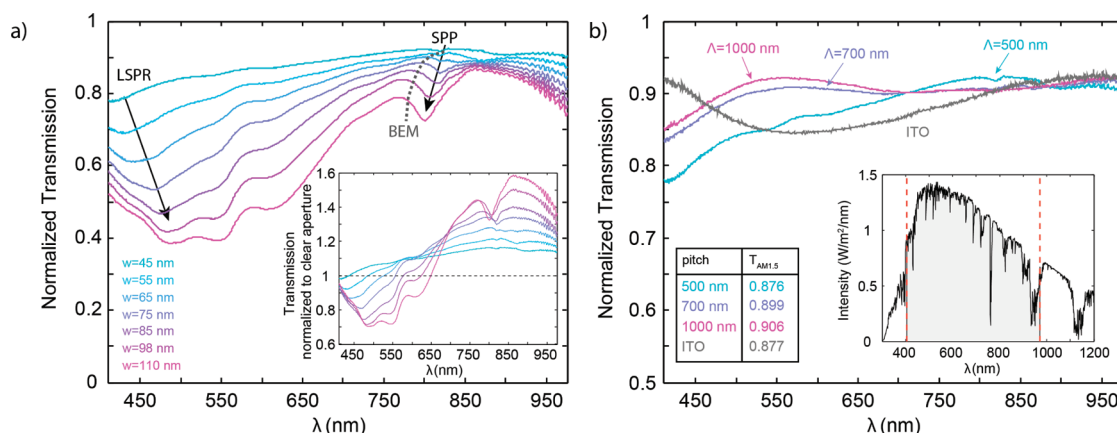 a)
1
0.8
0.6
0.4
0.2
0
Normalized Transmission
LSPR
SPP
BEM
w=45 nm
w=55 nm
w=65 nm
w=75 nm
w=85 nm
w=98 nm
w=110 nm
450
550
650
750
850
950
λ (nm)
Transmission
normalized to clear aperture
1.6
1.4
1.2
1
0.8
0.6
450
550
650
750
850
950
λ(nm)
b)
1
0.9
0.8
0.7
0.6
0.5
Normalized Transmission
Λ=1000 nm
Λ=700 nm
Λ=500 nm
ITO
pitch T_AM1.5
500 nm 0.876
700 nm 0.899
1000 nm 0.906
ITO 0.877
Intensity (W/m²/nm)
1.5
1
0.5
0
400
600
800
1000
1200
λ(nm)
450
550
650
750
850
950
λ (nm)